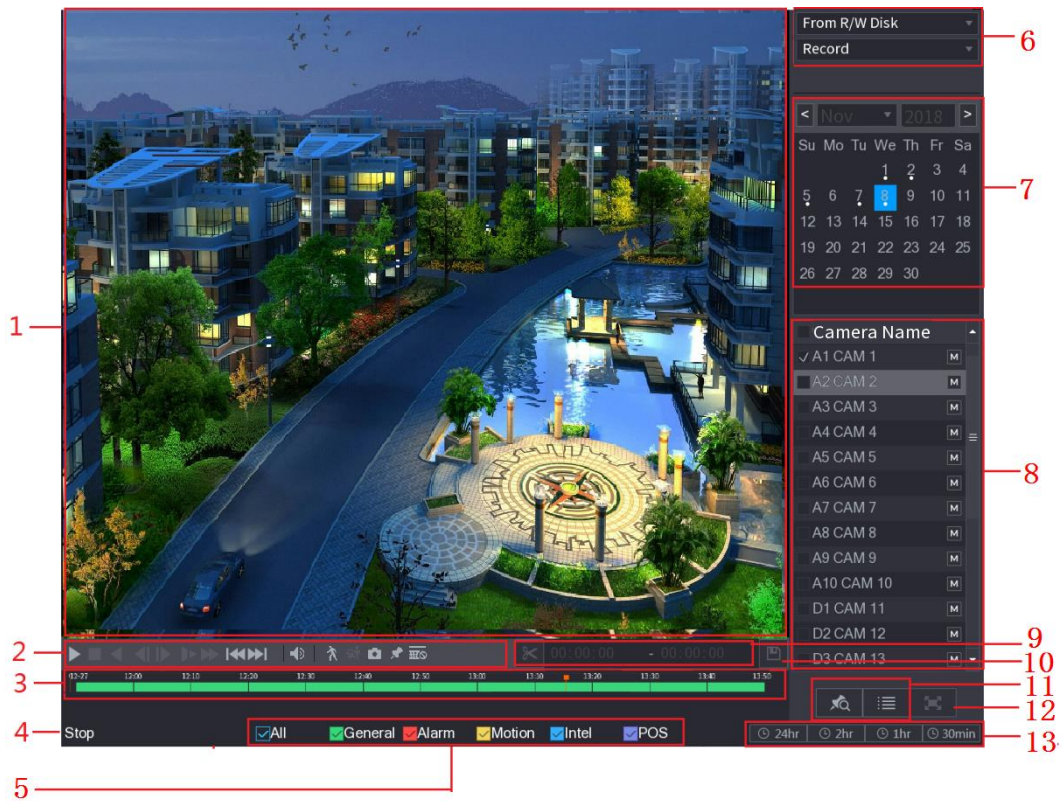 From R/W Disk
6
Record
< Nov 2018 >
Su Mo Tu We Th Fr Sa
1 2 3 4
5 6 7 8 9 10 11
12 13 14 15 16 17 18
19 20 21 22 23 24 25
26 27 28 29 30
7
1
Camera Name
A1 CAM 1 M
A2 CAM 2 M
A3 CAM 3 M
A4 CAM 4 M
A5 CAM 5 M
A6 CAM 6 M
A7 CAM 7 M
A8 CAM 8 M
A9 CAM 9 M
A10 CAM 10 M
D1 CAM 11 M
D2 CAM 12 M
D3 CAM 13 M
8
9
2
00:00:00 - 00:00:00
10
3
12-27 12:00 12:10 12:20 12:30 12:40 12:50 13:00 13:10 13:20 13:30 13:40 13:50
11
12
4
Stop
All General Alarm Motion Intel POS
24hr 2hr 1hr 30min
13
5